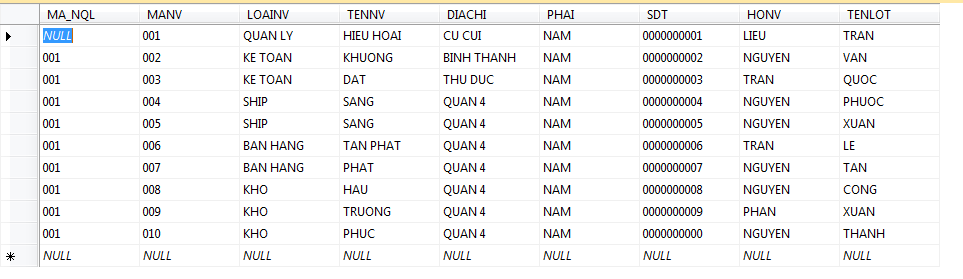 MA_NQL MANV LOAINV TENNV DIACHI PHAI SDT HONV TENLOT
NULL 001 QUAN LY HIEU HOAI CU CUI NAM 0000000001 LIEU TRAN
001 002 KE TOAN KHUONG BINH THANH NAM 0000000002 NGUYEN VAN
001 003 KE TOAN DAT THU DUC NAM 0000000003 TRAN QUOC
001 004 SHIP SANG QUAN 4 NAM 0000000004 NGUYEN PHUOC
001 005 SHIP SANG QUAN 4 NAM 0000000005 NGUYEN XUAN
001 006 BAN HANG TAN PHAT QUAN 4 NAM 0000000006 TRAN LE
001 007 BAN HANG PHAT QUAN 4 NAM 0000000007 NGUYEN TAN
001 008 KHO HAU QUAN 4 NAM 0000000008 NGUYEN CONG
001 009 KHO TRUONG QUAN 4 NAM 0000000009 PHAN XUAN
001 010 KHO PHUC QUAN 4 NAM 0000000000 NGUYEN THANH
NULL NULL NULL NULL NULL NULL NULL NULL NULL